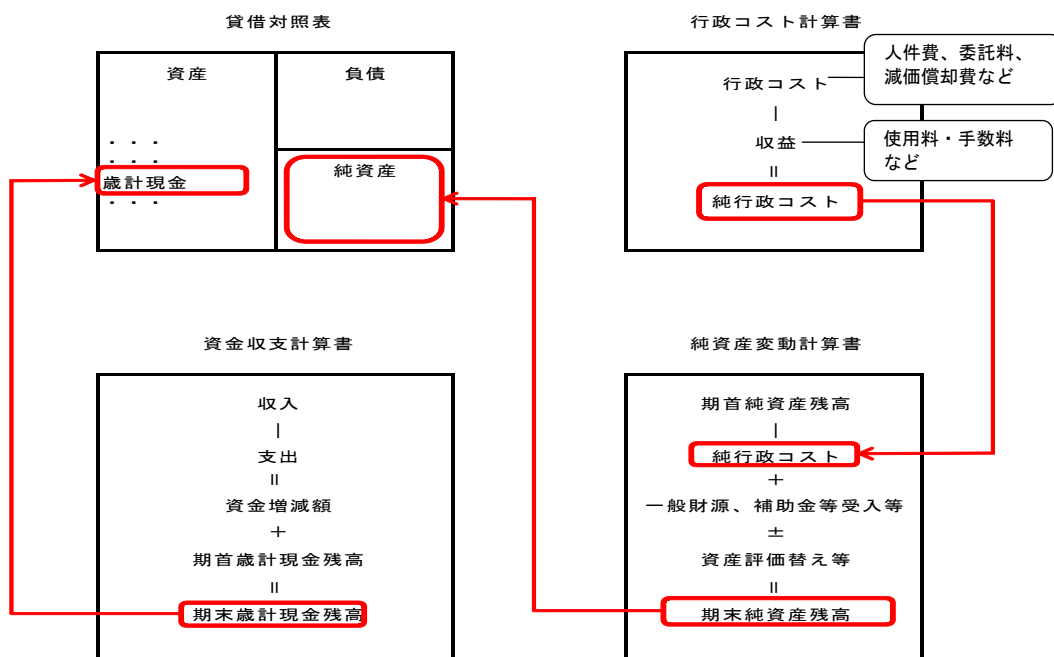 貸借対照表
資産
負債
・・・
・・・
歳計現金
・・・
純資産
行政コスト計算書
行政コスト
－
収益
＝
純行政コスト
人件費、委託料、
減価償却費など
使用料・手数料
など
資金収支計算書
収入
－
支出
＝
資金増減額
＋
期首歳計現金残高
＝
期末歳計現金残高
純資産変動計算書
期首純資産残高
－
純行政コスト
＋
一般財源、補助金等受入等
±
資産評価替え等
＝
期末純資産残高